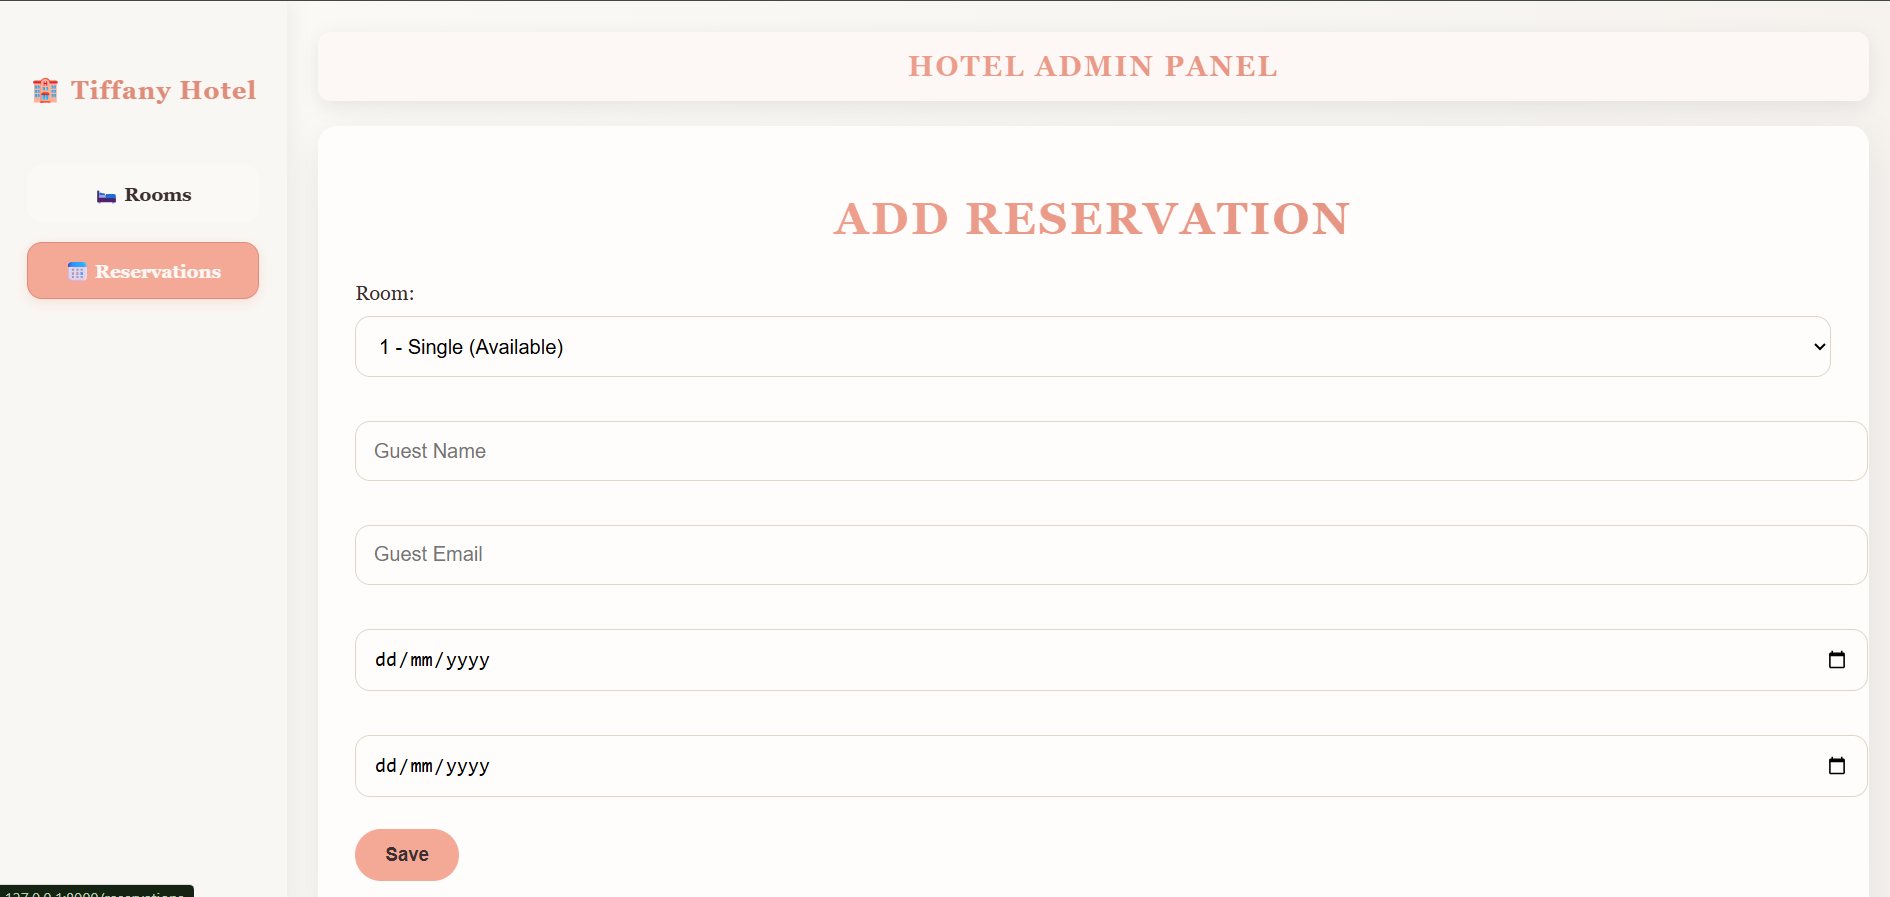 Tiffany Hotel
Rooms
Reservations
HOTEL ADMIN PANEL
ADD RESERVATION
Room:
1 - Single (Available)
Guest Name
Guest Email
dd/mm/yyyy
dd/mm/yyyy
Save